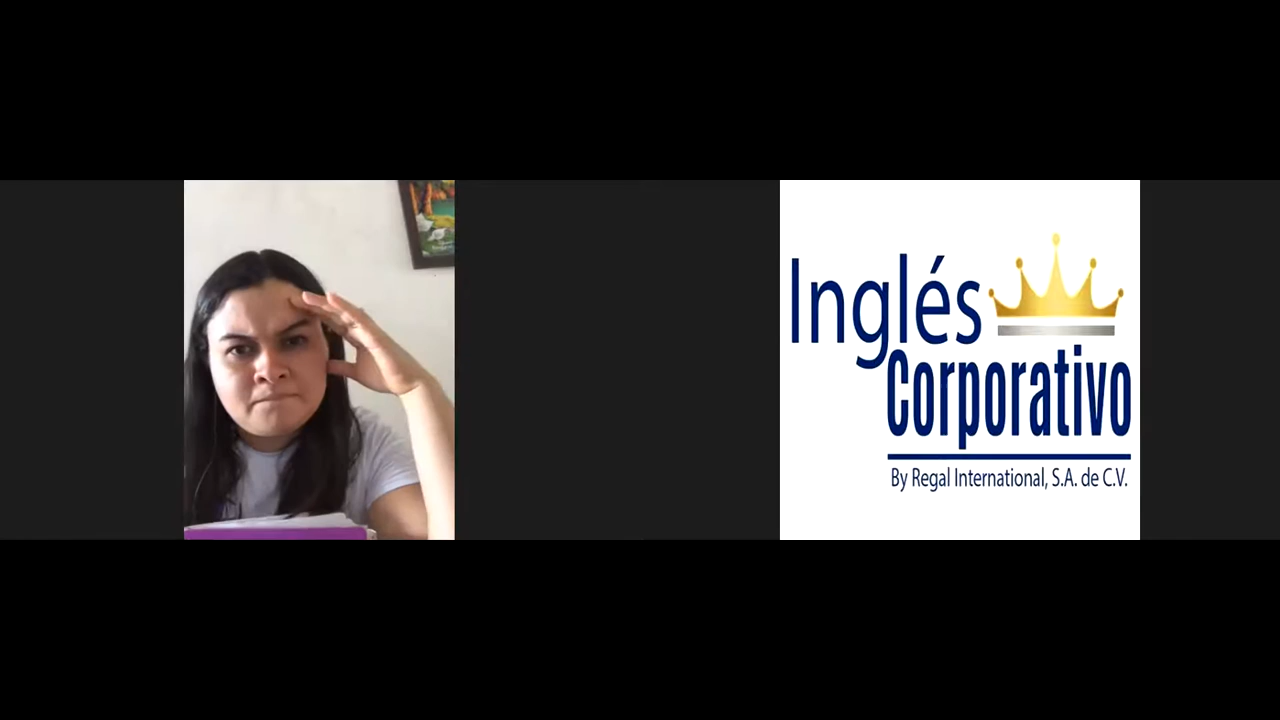 Inglés
Corporativo
By Regal International, S.A. de C.V.